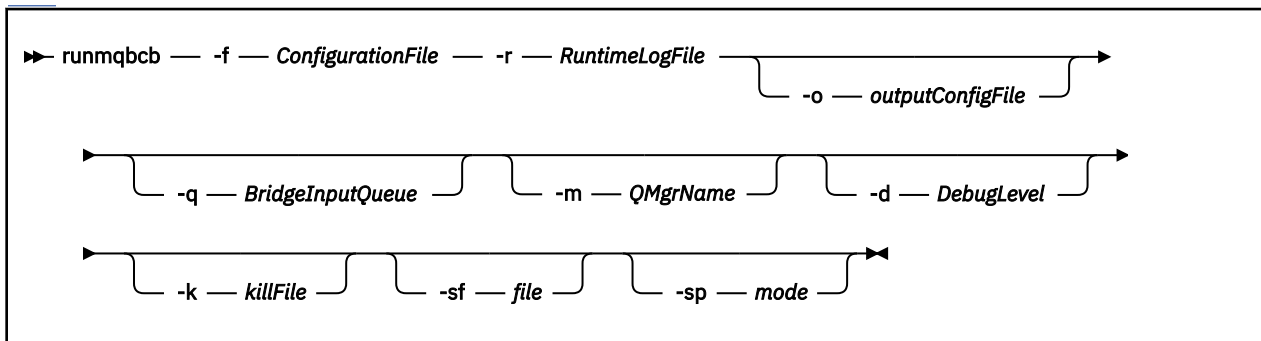 runmqbcb -f ConfigurationFile -r RuntimeLogFile
-o outputConfigFile
-q BridgeInputQueue -m QMgrName -d DebugLevel
-k killFile -sf file -sp mode